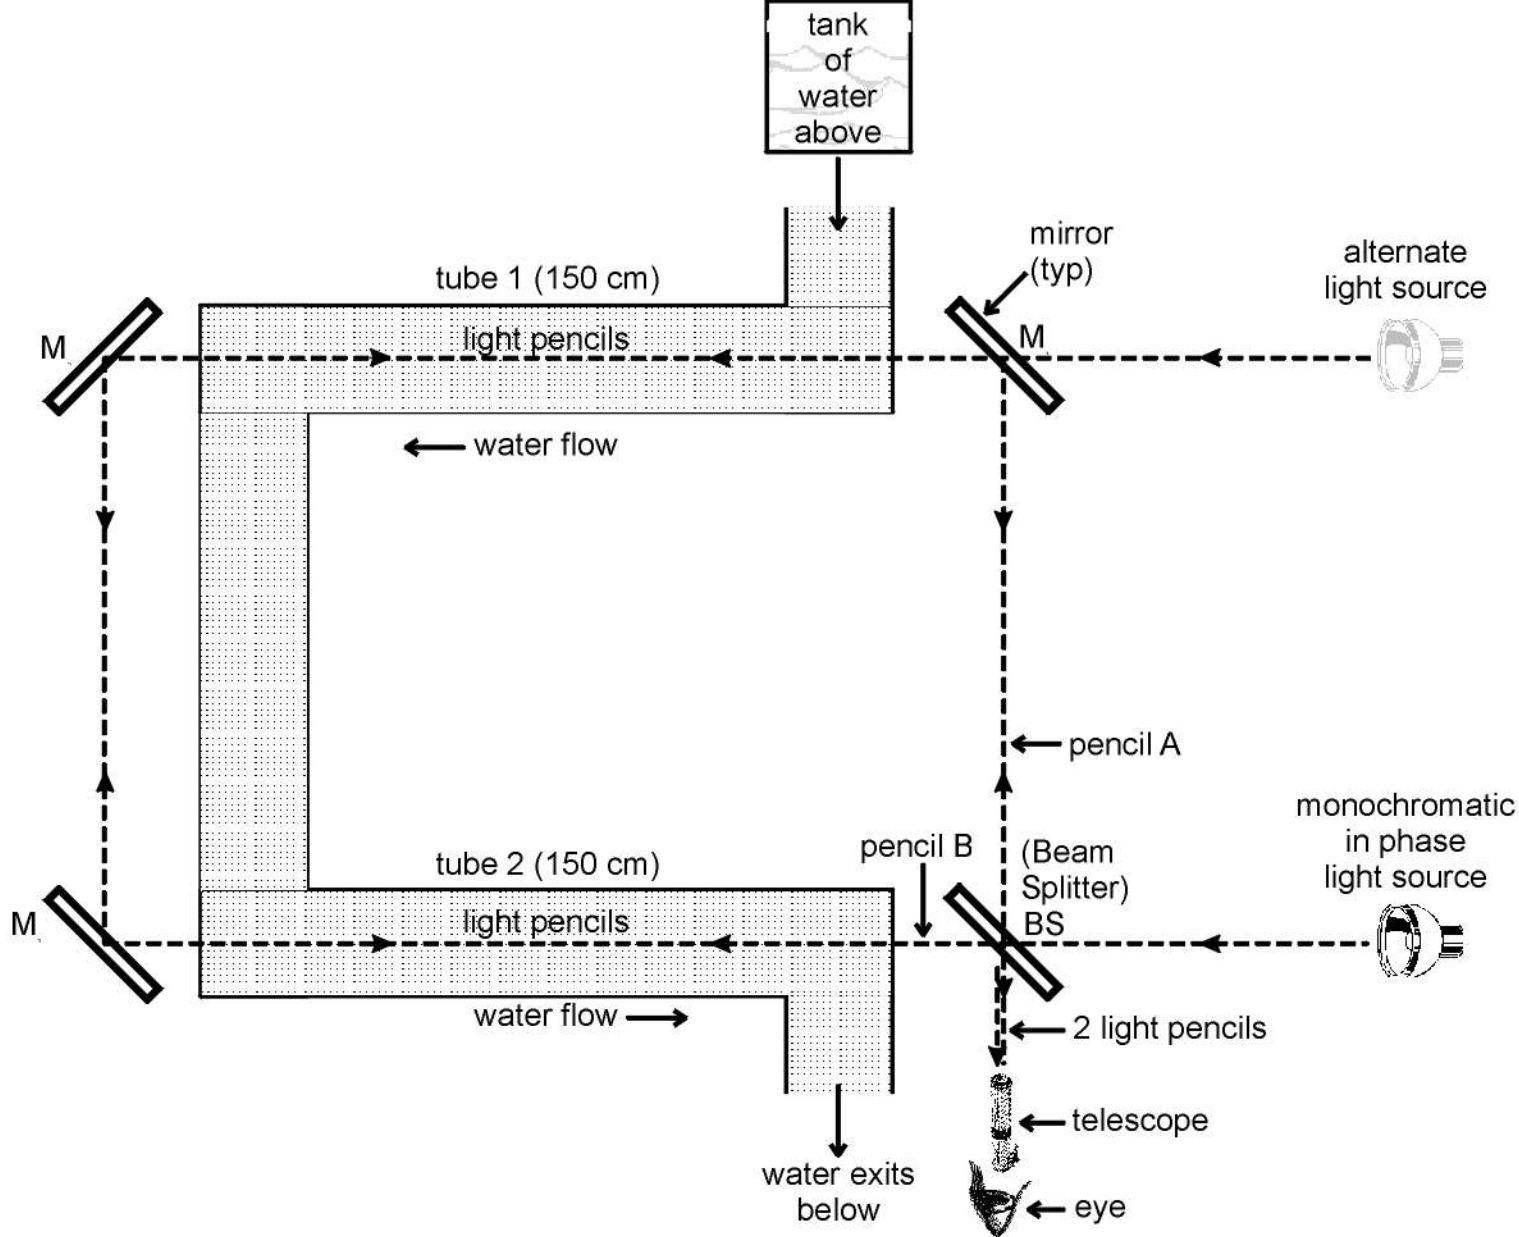 tank
of
water
above
mirror
(typ)
alternate
light source
tube 1 (150 cm)
M
light pencils
M
water flow
pencil A
monochromatic
in phase
light source
pencil B
(Beam
Splitter)
BS
tube 2 (150 cm)
M
light pencils
water flow
2 light pencils
telescope
water exits
below
eye